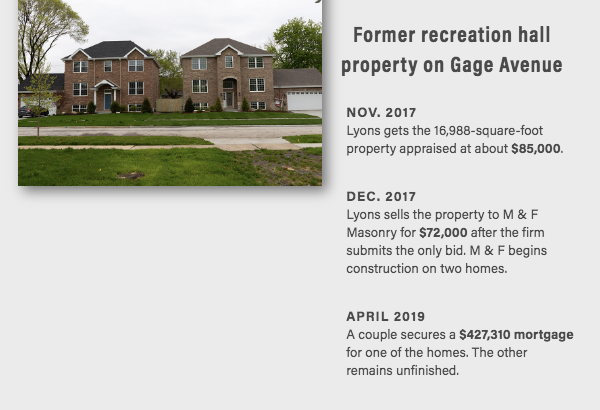 Former recreation hall
property on Gage Avenue
NOV. 2017
Lyons gets the 16,988-square-foot
property appraised at about $85,000.
DEC. 2017
Lyons sells the property to M & F
Masonry for $72,000 after the firm
submits the only bid. M & F begins
construction on two homes.
APRIL 2019
A couple secures a $427,310 mortgage
for one of the homes. The other
remains unfinished.